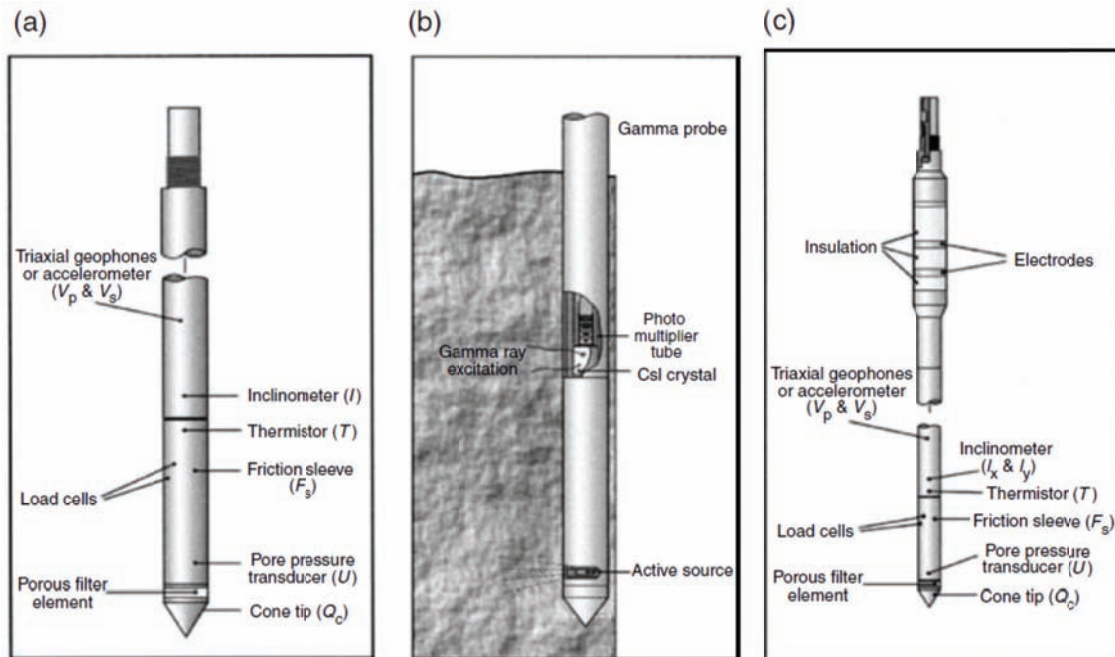 (a)
Triaxial geophones
or accelerometer
(Vp & Vs)
Inclinometer (I)
Thermistor (T)
Friction sleeve
(Fs)
Load cells
Pore pressure
transducer (U)
Porous filter
element
Cone tip (Qc)
(b)
Gamma probe
Photo
multiplier
tube
Gamma ray
excitation
CsI crystal
Active source
(c)
Insulation
Electrodes
Triaxial geophones
or accelerometer
(Vp & Vs)
Inclinometer
(Ix & Iy)
Thermistor (T)
Load cells
Friction sleeve (Fs)
Pore pressure
transducer (U)
Porous filter
element
Cone tip (Qc)